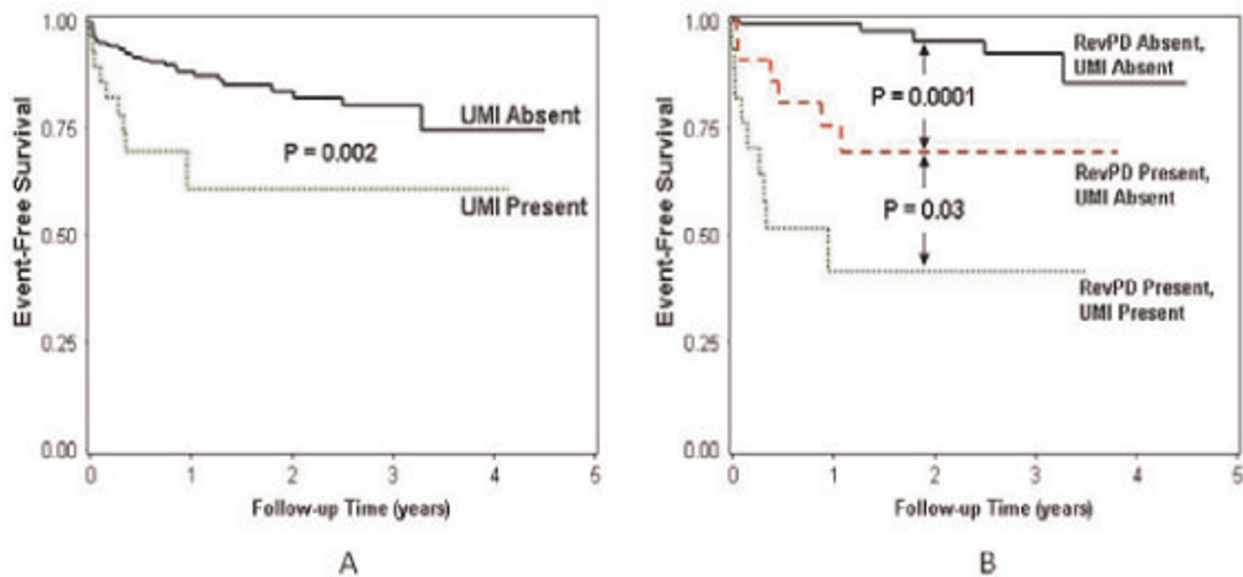 1.00
0.75
0.50
0.25
0.00
Event-Free Survival
UMI Absent
P = 0.002
UMI Present
0
1
2
3
4
5
Follow-up Time (years)
A
1.00
0.75
0.50
0.25
0.00
Event-Free Survival
RevPD Absent,
UMI Absent
P = 0.0001
RevPD Present,
UMI Absent
P = 0.03
RevPD Present,
UMI Present
0
1
2
3
4
5
Follow-up Time (years)
B